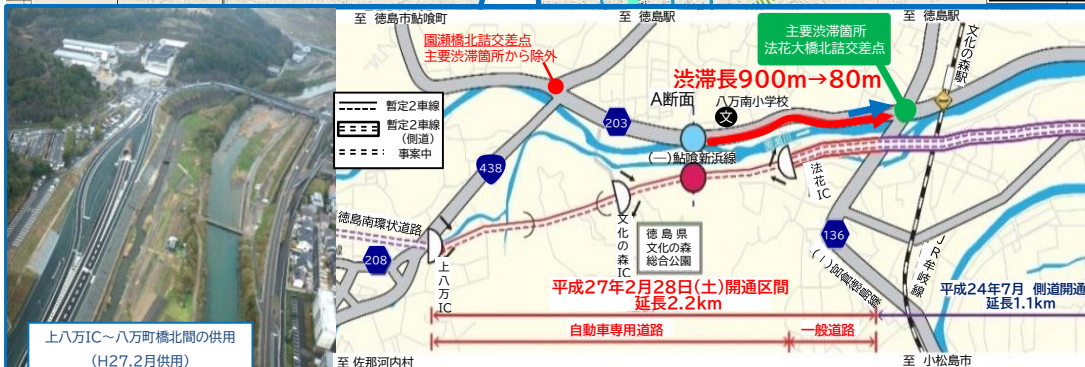 上八万IC～八万町橋北間の供用
（H27.2月供用）
至 徳島市鮎喰町
至 徳島駅
至 徳島駅
園瀬橋北詰交差点
主要渋滞箇所から除外
主要渋滞箇所
法花大橋北詰交差点
渋滞長900m→80m
文化の森駅
暫定2車線
暫定2車線
（側道）
事案中
A断面
八万南小学校
文
203
438
(一)鮎喰新浜線
法花IC
徳島南環状道路
208
上八万IC
文化の森IC
徳島県
文化の森
総合公園
136
JR牟岐線
平成27年2月28日(土)開通区間
延長2.2km
平成24年7月 側道開通
延長1.1km
自動車専用道路
一般道路
至 佐那河内村
至 小松島市